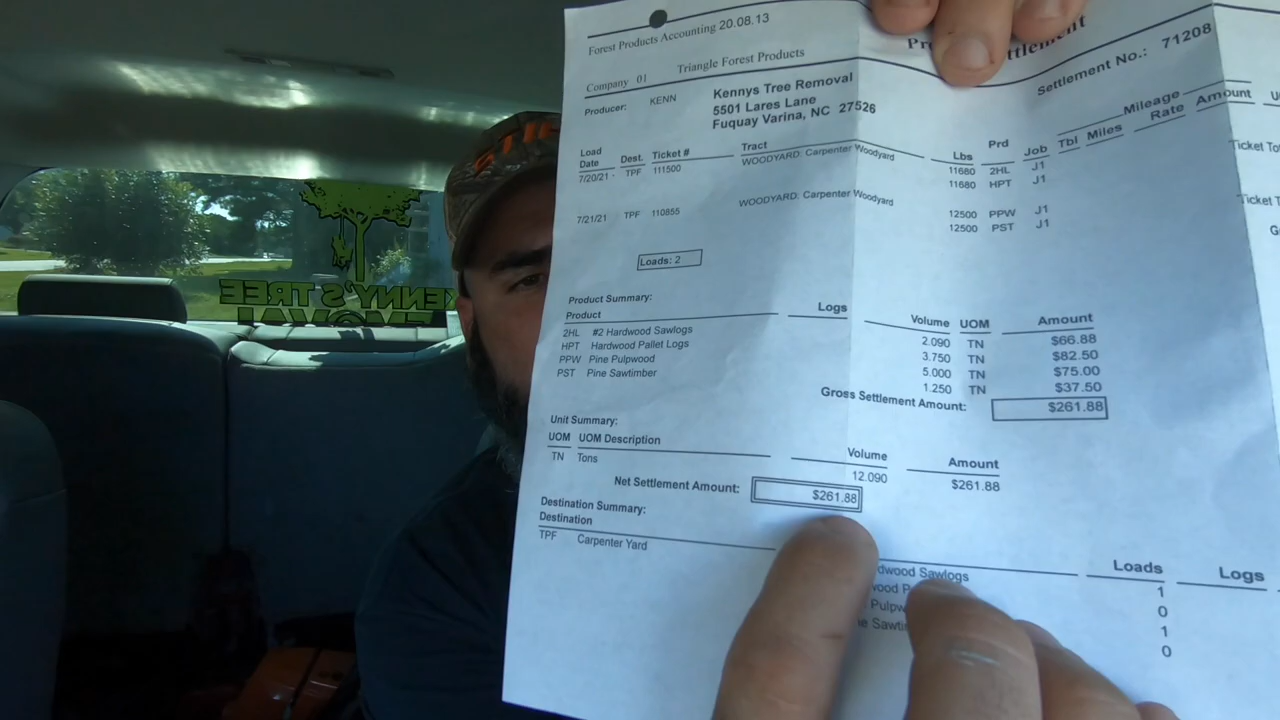 Forest Products Accounting 20.08.13
Settlement
Settlement No.: 71208
Company 01 Triangle Forest Products
Producer: KENN Kennys Tree Removal
5501 Lares Lane
Fuquay Varina, NC 27526
Mileage
Load Date Dest. Ticket # Tract Lbs Prd Job Tbl Miles Rate Amount
7/20/21 - TPF 111500 WOODYARD: Carpenter Woodyard 11680 2HL J1
11680 HPT J1
Ticket
7/21/21 TPF 110855 WOODYARD: Carpenter Woodyard 12500 PPW J1
12500 PST J1
Loads: 2
Product Summary:
Product Logs Volume UOM Amount
2HL #2 Hardwood Sawlogs 2.090 TN $66.88
HPT Hardwood Pallet Logs 3.750 TN $82.50
PPW Pine Pulpwood 5.000 TN $75.00
PST Pine Sawtimber 1.250 TN $37.50
Gross Settlement Amount: $261.88
Unit Summary:
UOM UOM Description Volume Amount
TN Tons 12.090 $261.88
Net Settlement Amount: $261.88
Destination Summary:
Destination Loads Logs
TPF Carpenter Yard Sawlogs 1
0
1
0
KENNY'S TREE